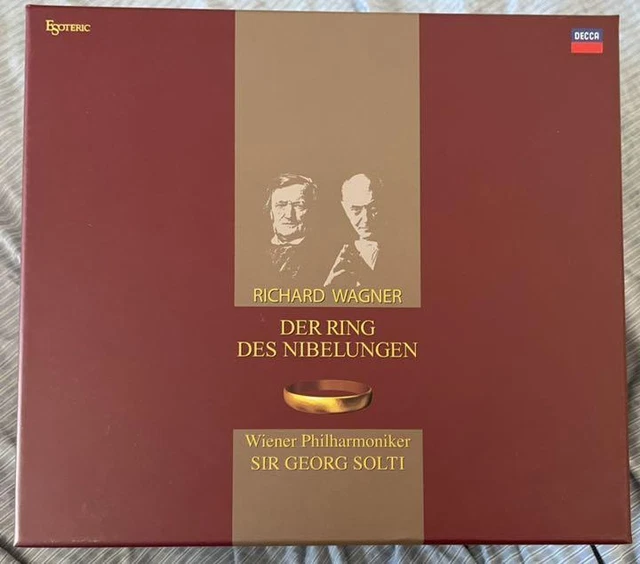 ESOTERIC
DECCA
RICHARD WAGNER
DER RING
DES NIBELUNGEN
Wiener Philharmoniker
SIR GEORG SOLTI